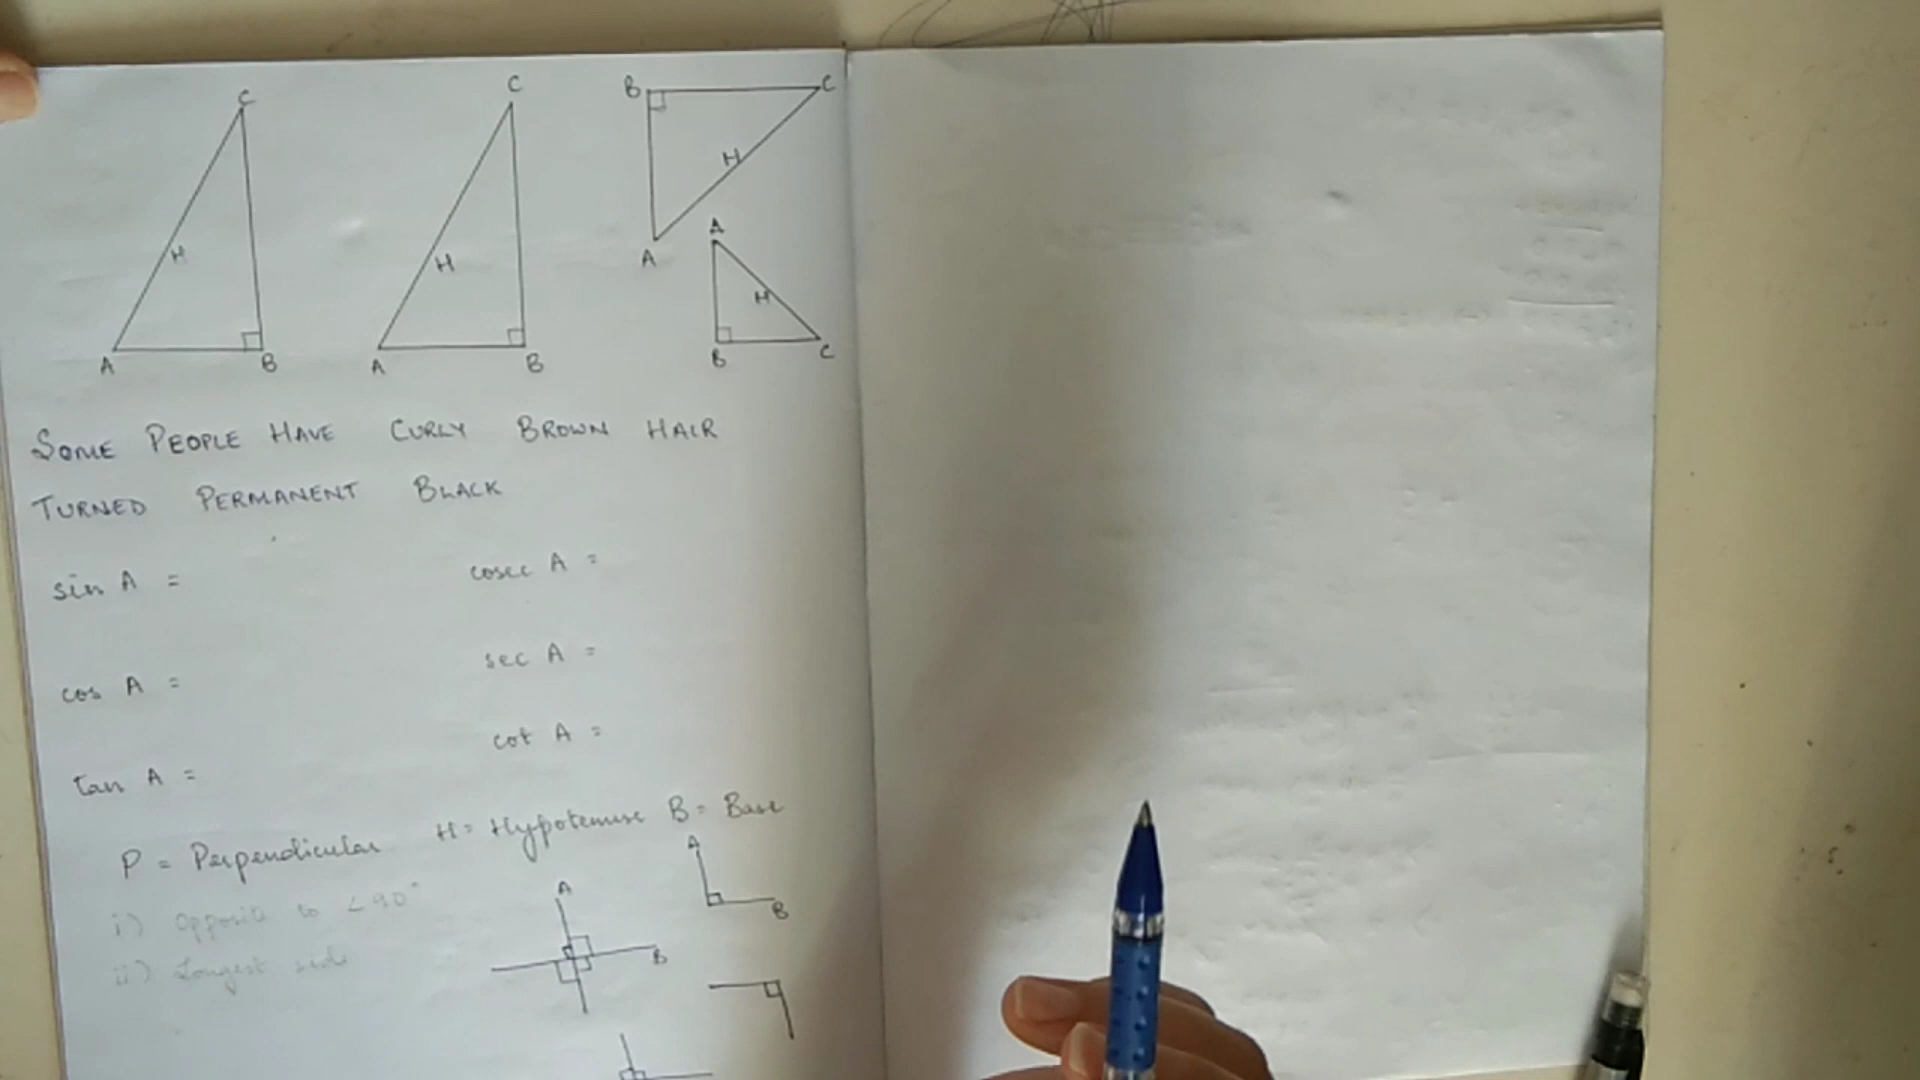 C
C
B C
H
A
H
H
A
H
A B
A B
B C
SOME PEOPLE HAVE CURLY BROWN HAIR
TURNED PERMANENT BLACK
sin A = cosec A =
cos A = sec A =
tan A = cot A =
P = Perpendicular H = Hypotenuse B = Base
i) Opposite to ∠90°
ii) Longest side
A
B
A
B